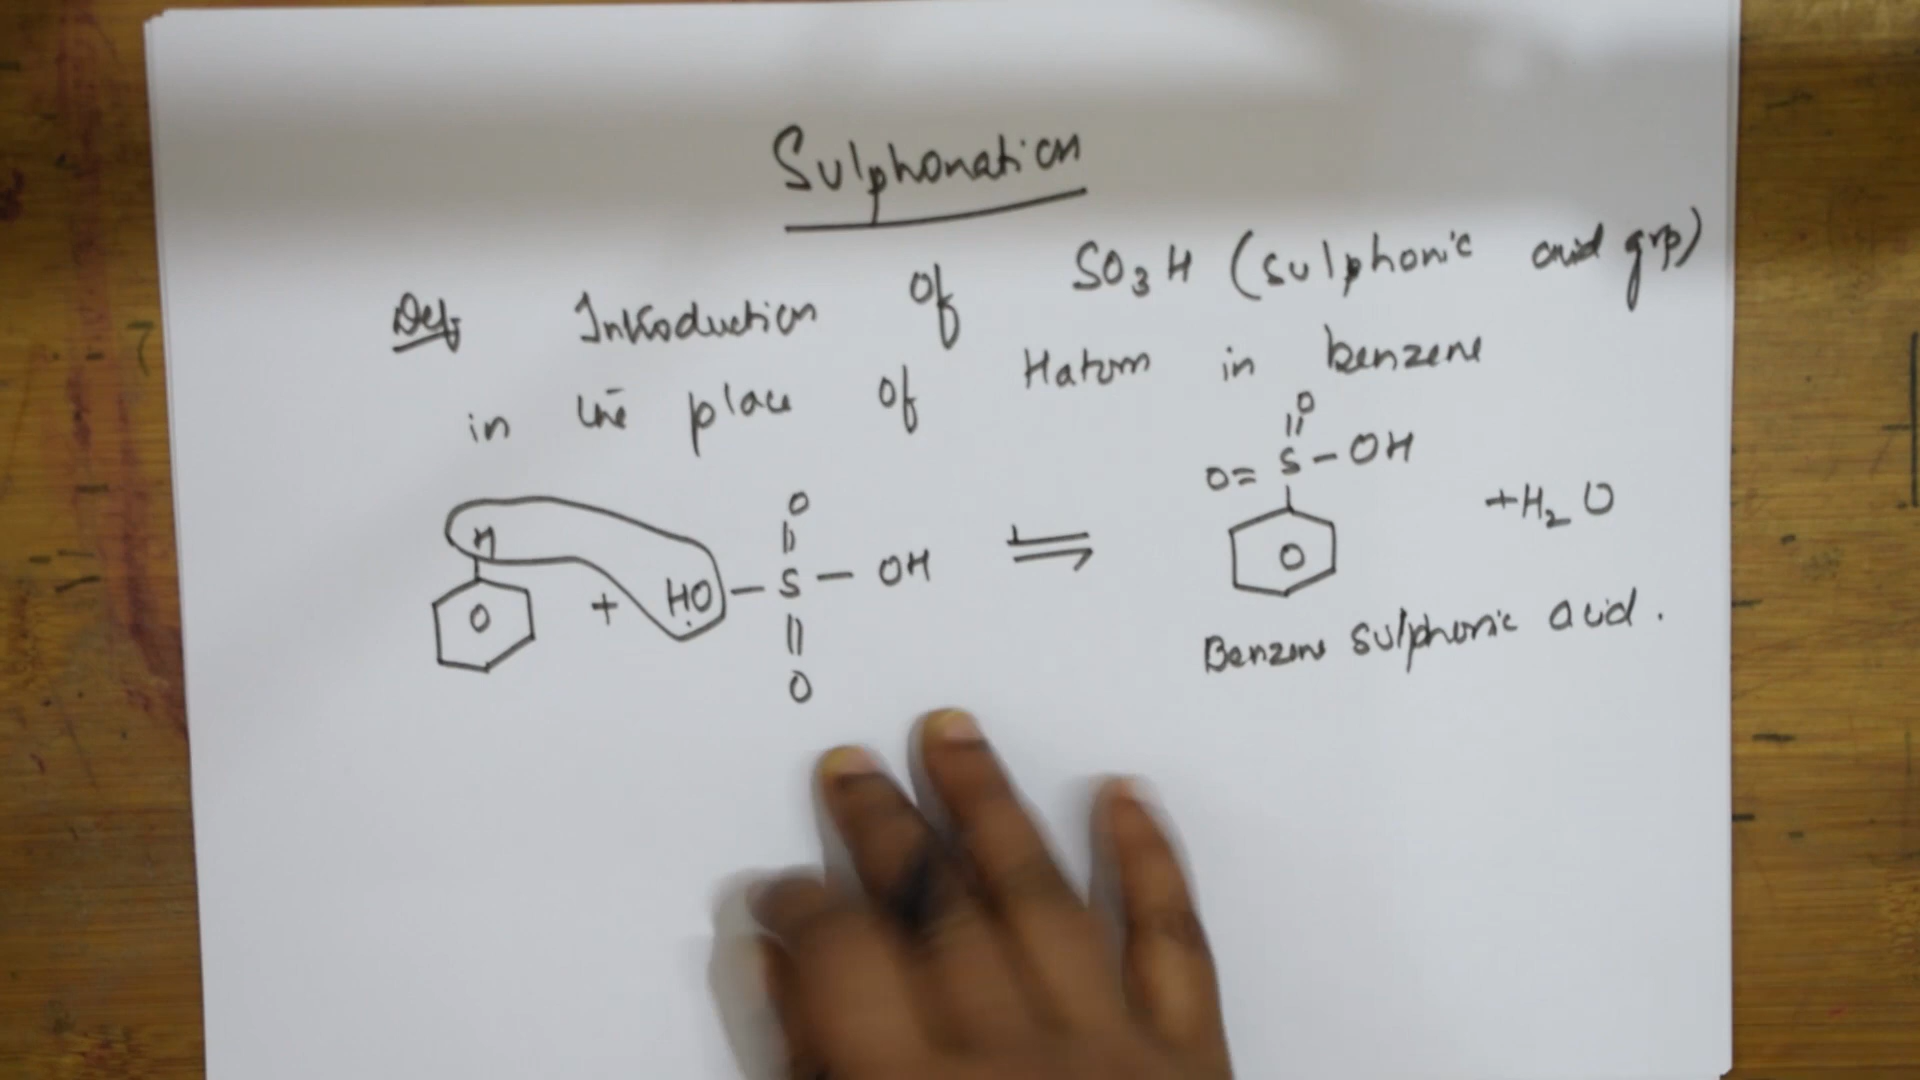 Sulphonation
Def Introduction of SO3H (sulphonic acid grp)
in the place of H atom in benzene
H
+ HO - S - OH
O
O
⇌
O
O = S - OH
+ H2O
Benzene sulphonic acid.